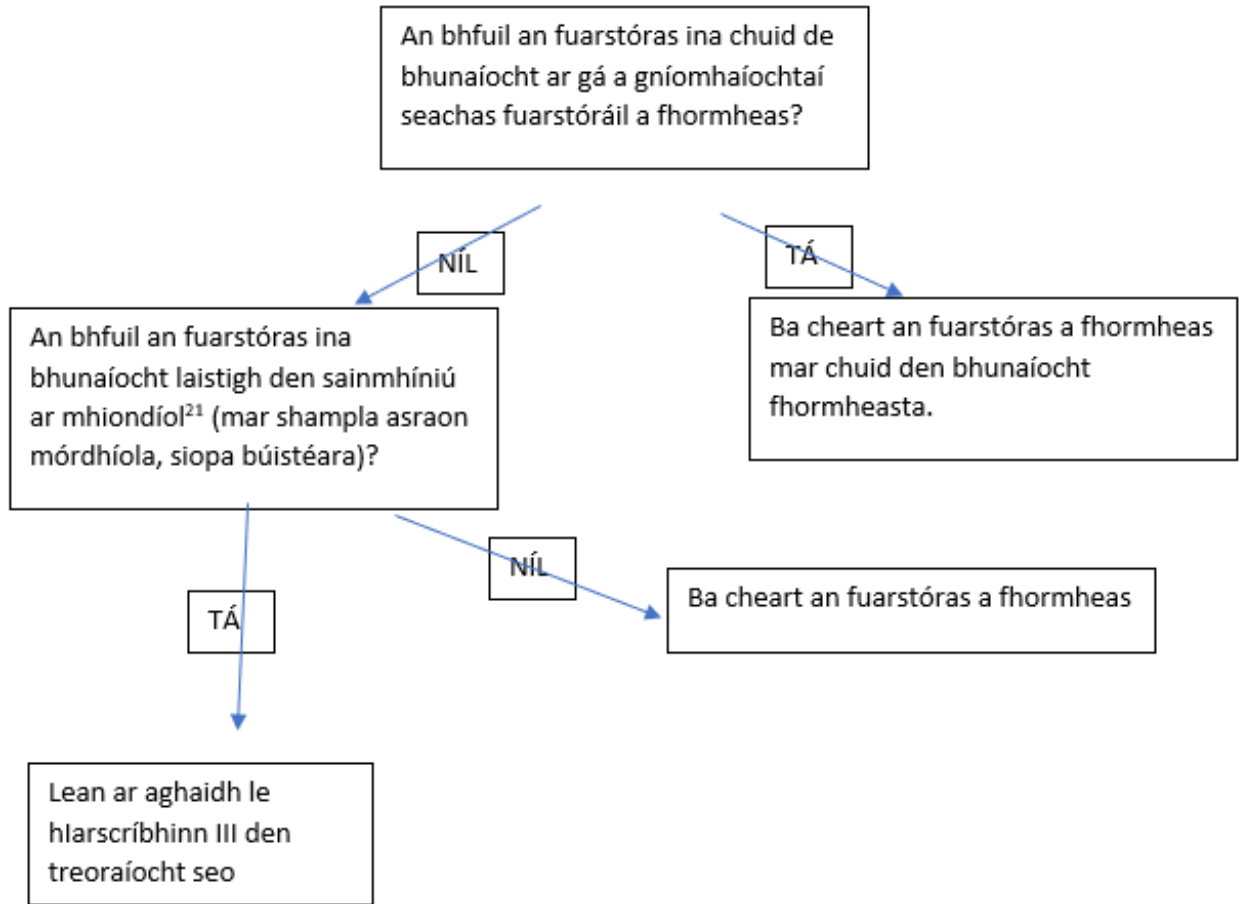 An bhfuil an fuarstóras ina chuid de
bhunaíocht ar gá a gníomhaíochtaí
seachas fuarstóráil a fhormheas?
NÍL
TÁ
An bhfuil an fuarstóras ina
bhunaíocht laistigh den sainmhíniú
ar mhiondíol²¹ (mar shampla asraon
mórdhíola, siopa búistéara)?
Ba cheart an fuarstóras a fhormheas
mar chuid den bhunaíocht
fhormheasta.
NÍL
TÁ
Ba cheart an fuarstóras a fhormheas
Lean ar aghaidh le
hIarscríbhinn III den
treoraíocht seo